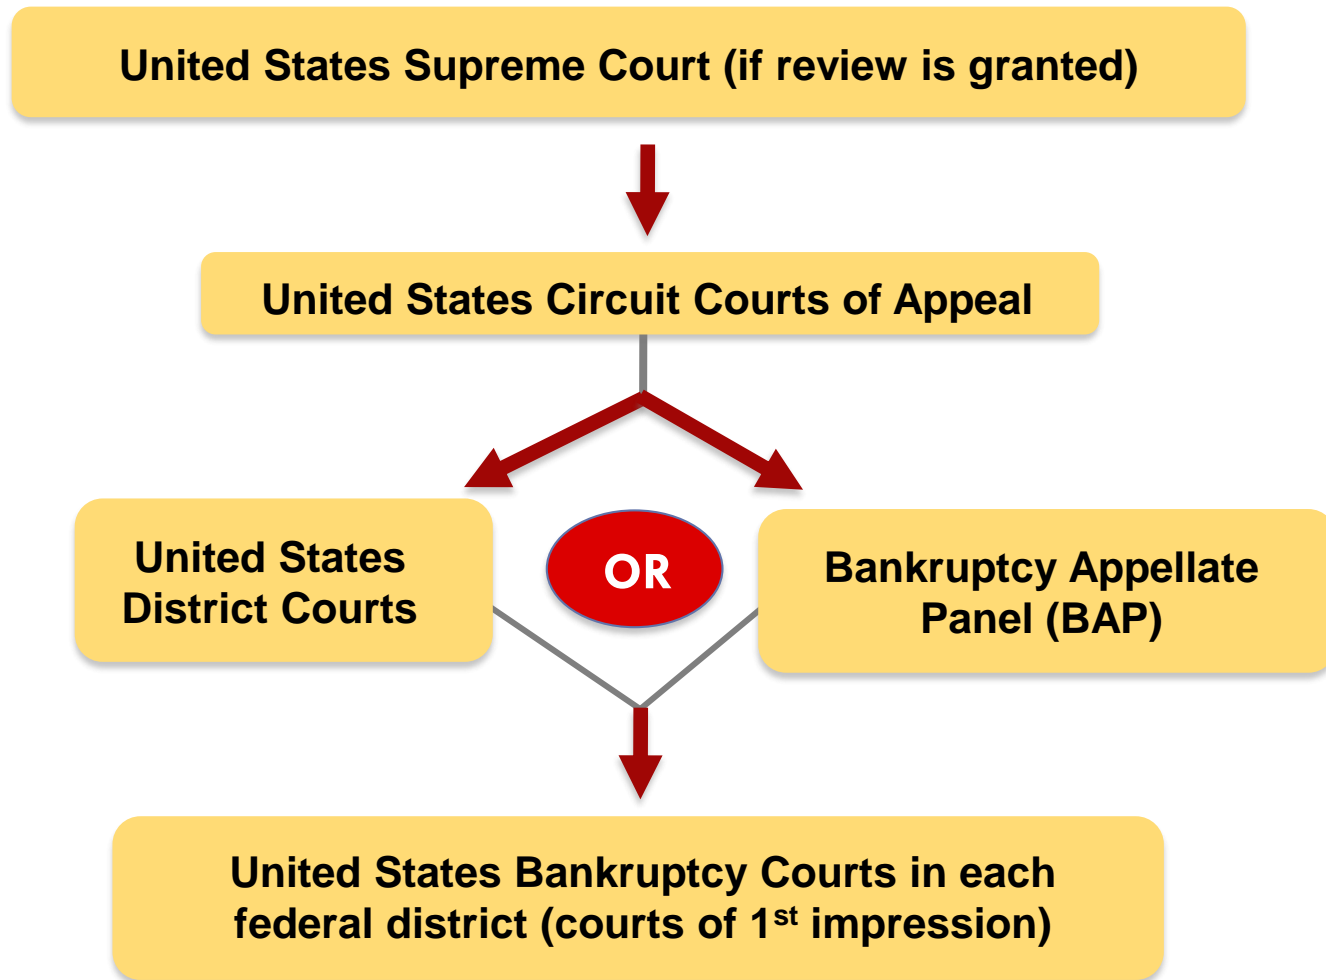 United States Supreme Court (if review is granted)
United States Circuit Courts of Appeal
United States
District Courts
OR
Bankruptcy Appellate
Panel (BAP)
United States Bankruptcy Courts in each
federal district (courts of 1st impression)